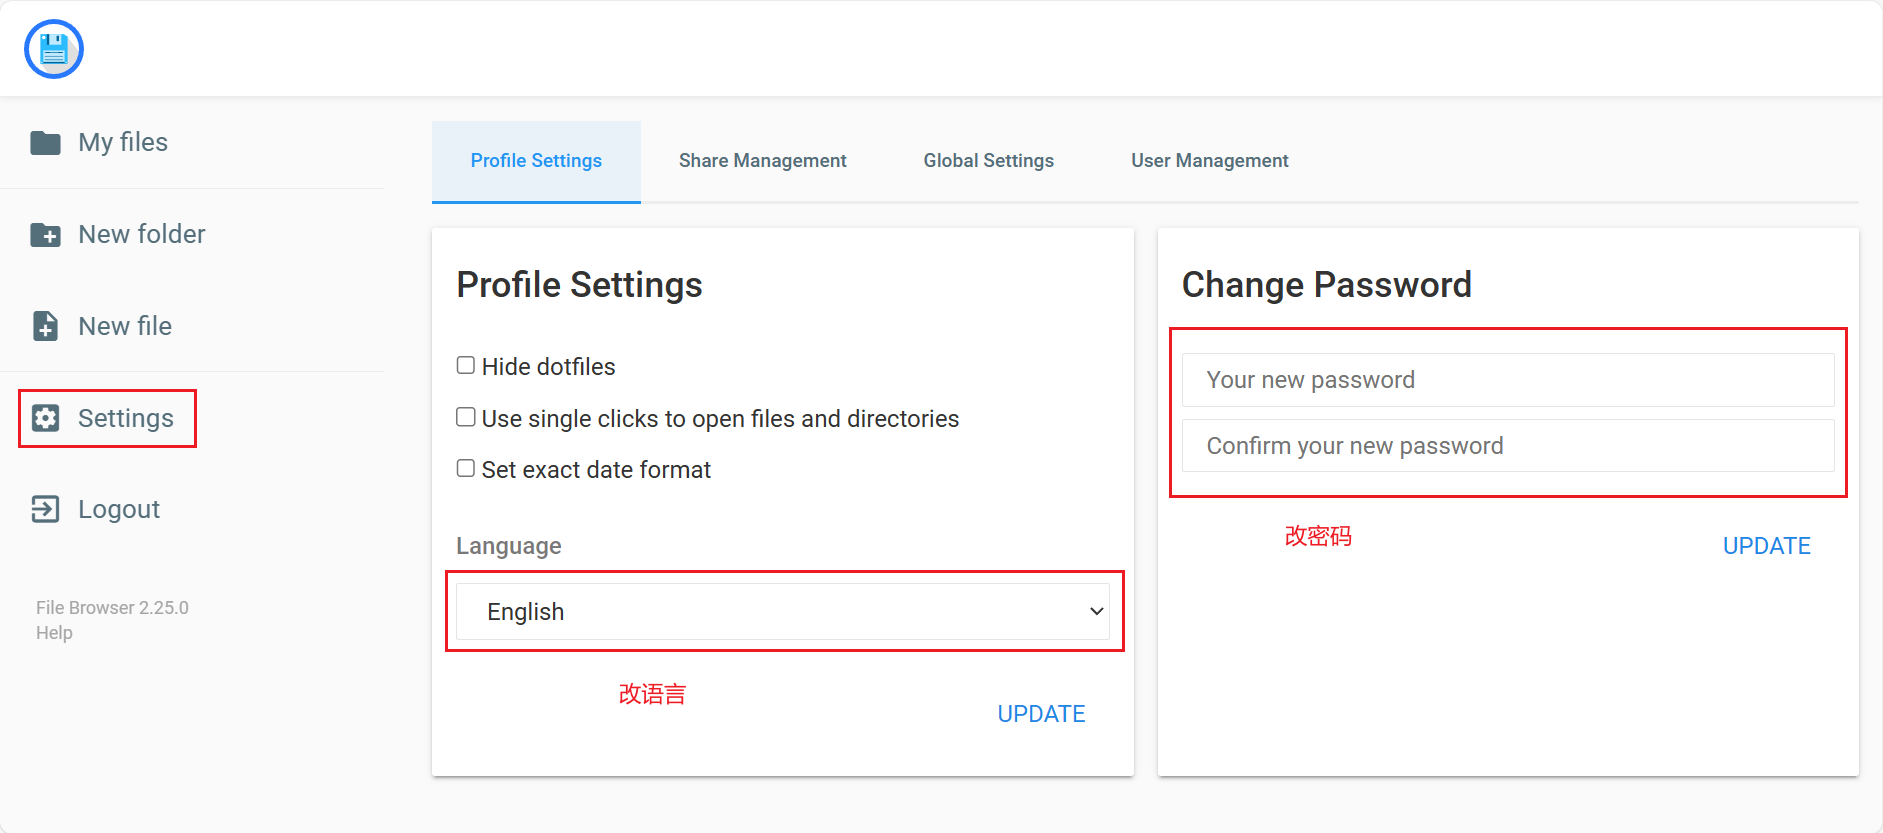 My files
New folder
New file
Settings
Logout
File Browser 2.25.0
Help
Profile Settings
Share Management
Global Settings
User Management
Profile Settings
Hide dotfiles
Use single clicks to open files and directories
Set exact date format
Language
English
改语言
UPDATE
Change Password
Your new password
Confirm your new password
改密码
UPDATE